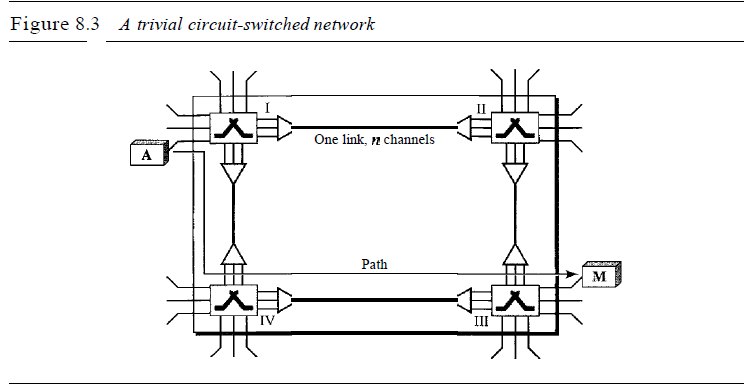 Figure 8.3 A trivial circuit-switched network
I
II
One link, n channels
A
Path
M
IV
III